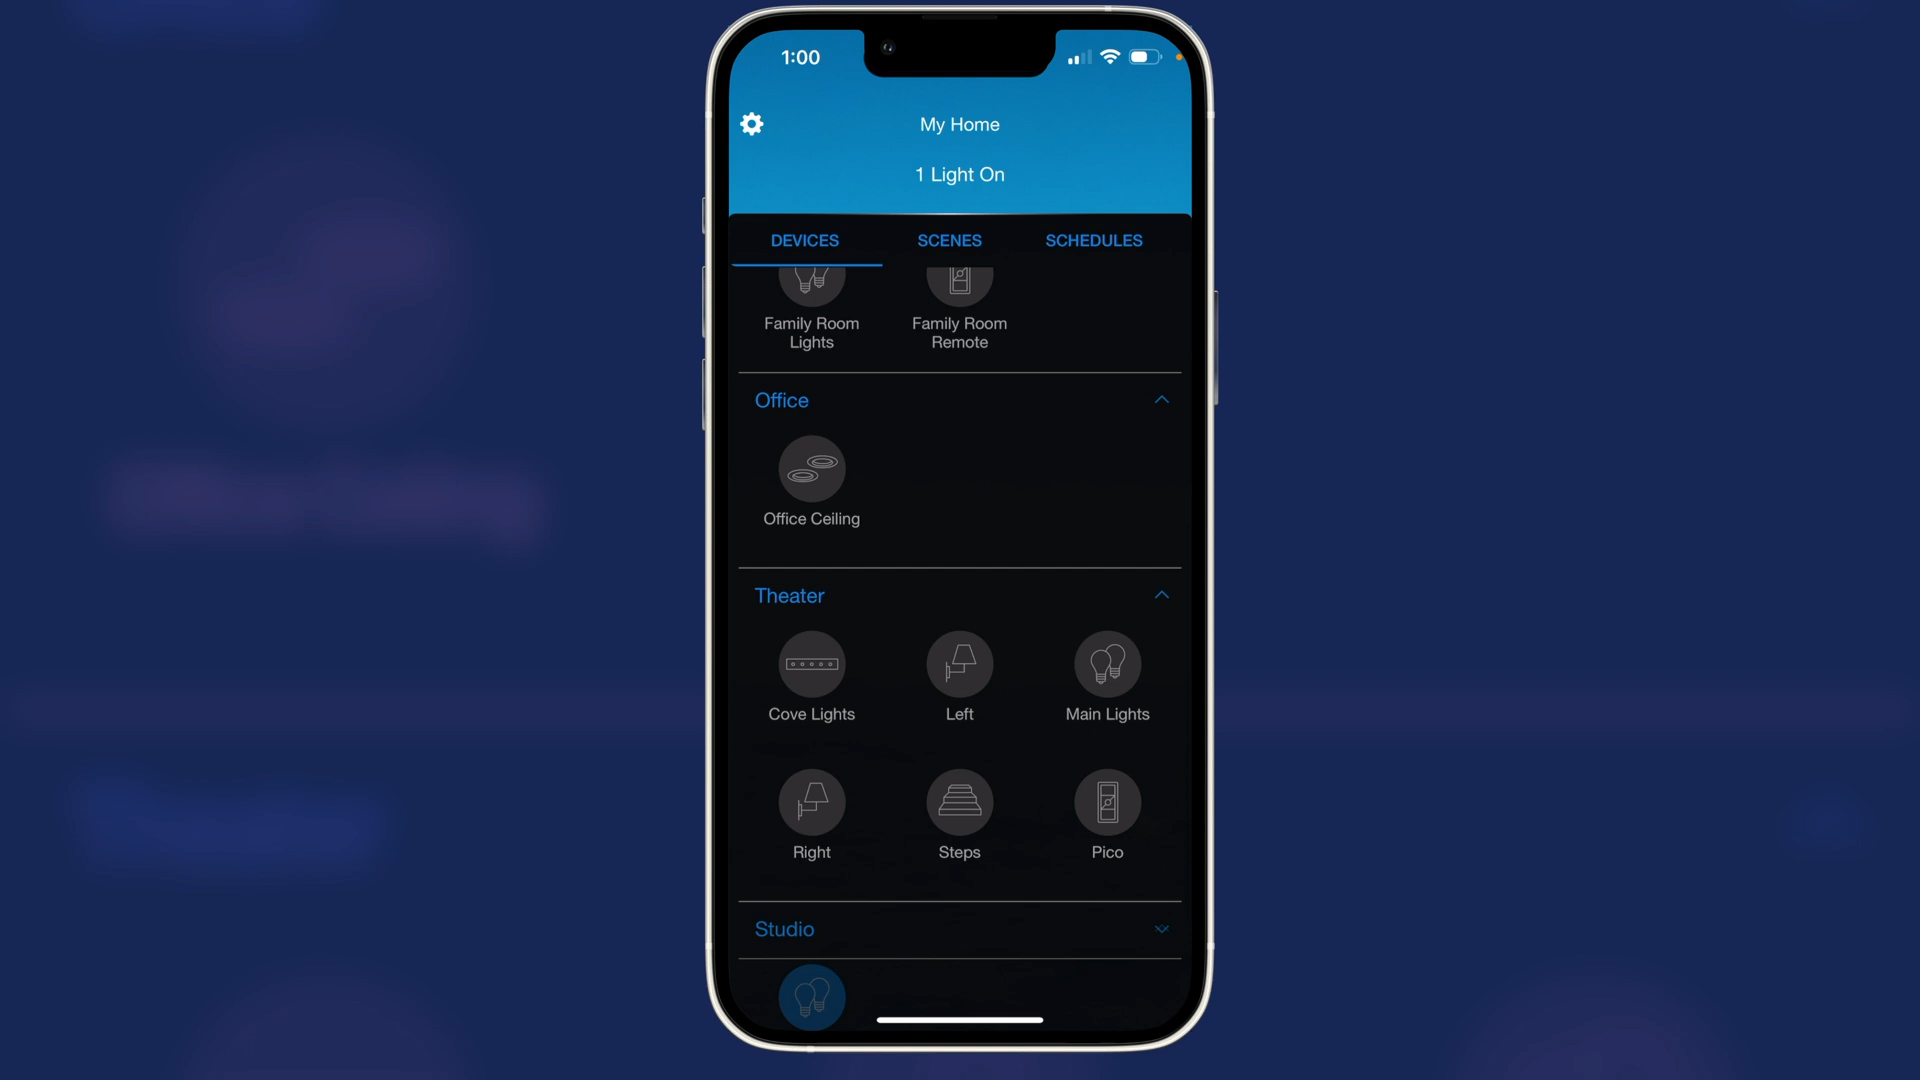 1:00
My Home
1 Light On
DEVICES SCENES SCHEDULES
Family Room
Lights
Family Room
Remote
Office
Office Ceiling
Theater
Cove Lights
Left
Main Lights
Right
Steps
Pico
Studio